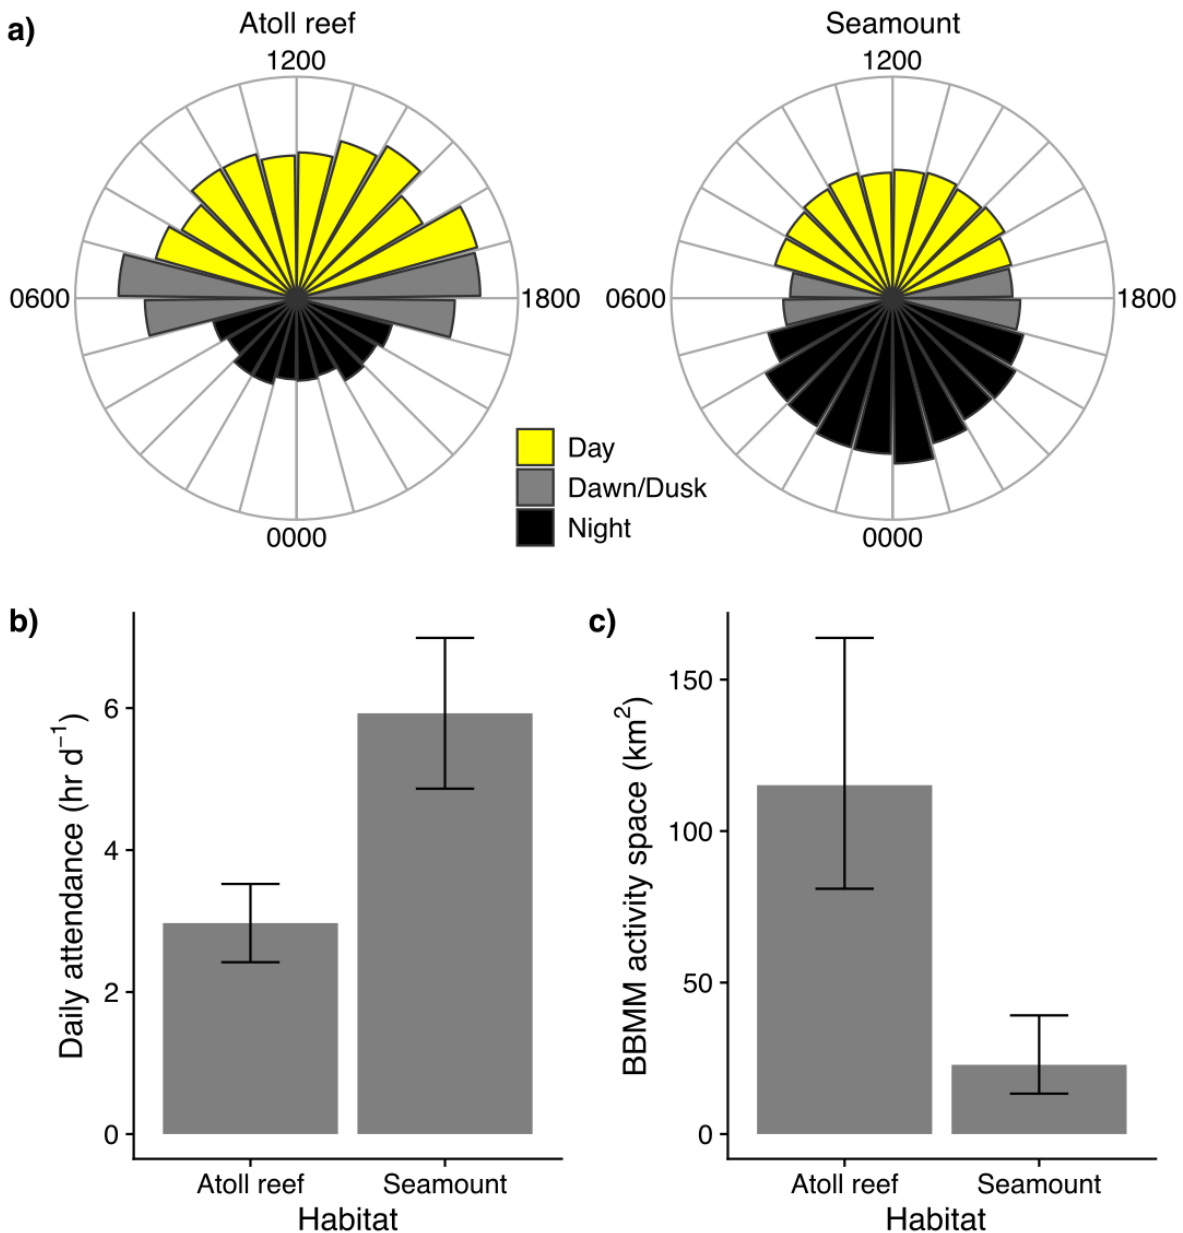 a)
Atoll reef
Seamount
1200
1200
0600
1800
0600
1800
0000
0000
Day
Dawn/Dusk
Night
b)
Daily attendance (hr d⁻¹)
6
4
2
0
Atoll reef
Seamount
Habitat
c)
BBMM activity space (km²)
150
100
50
0
Atoll reef
Seamount
Habitat